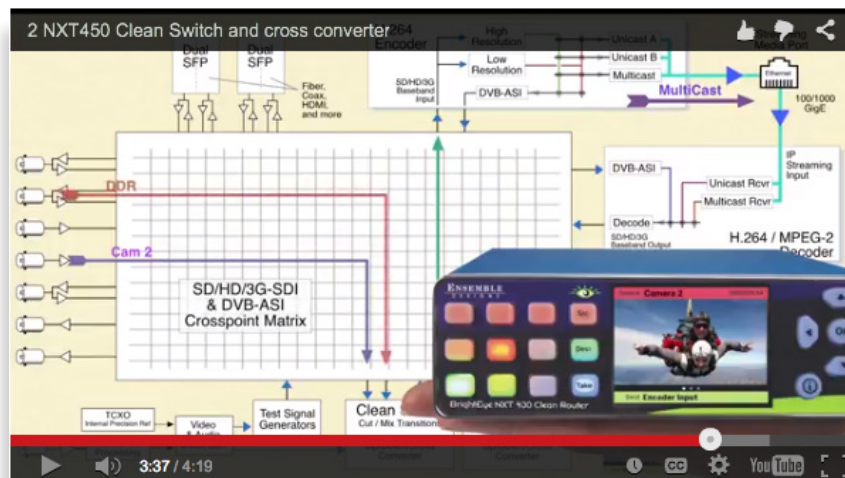 2 NXT450 Clean Switch and cross converter
.264
Encoder
High
Resolution
Low
Resolution
SD/HD/3G
Baseband
Input
DVB-ASI
Unicast A
Unicast B
Multicast
MultiCast
Streaming
Media Port
Ethernet
100/1000
GigE
Dual
SFP
Dual
SFP
Fiber,
Coax,
HDMI,
and more
DDR
Cam 2
SD/HD/3G-SDI
& DVB-ASI
Crosspoint Matrix
DVB-ASI
IP
Streaming
Input
Unicast Rcvr
Multicast Rcvr
Decode
SD/HD/3G
Baseband Output
H.264 / MPEG-2
Decoder
ENSEMBLE
DESIGNS
Src
Dest
Take
BrightEye NXT 430 Clean Router
Camera 2
Dest Encoder Input
TCXO
Internal Precision Ref
Video
Test Signal
Generators
Clean
Cut / Mix Transition
3:37 / 4:19
CC
YouTube